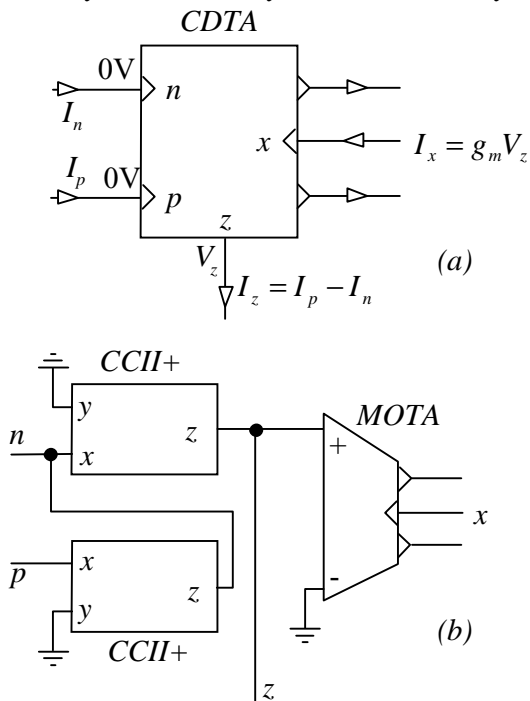 CDTA
0V
n
I_n
x
I_x = g_m V_z
I_p
0V
p
z
V_z
(a)
I_z = I_p − I_n
CCII+
MOTA
y
n
z
x
+
x
p
x
z
y
-
CCII+
(b)
z